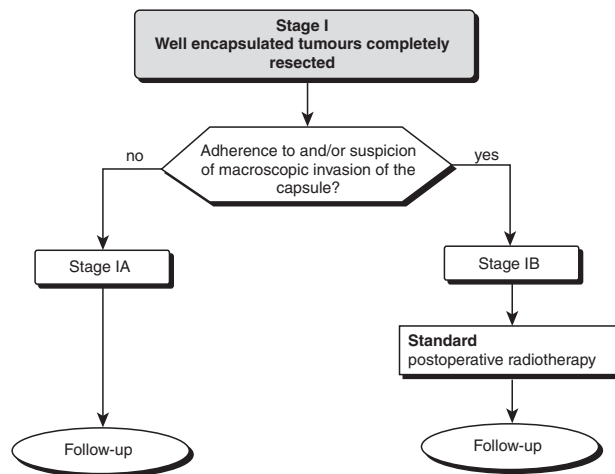 Stage I
Well encapsulated tumours completely
resected
Adherence to and/or suspicion
of macroscopic invasion of the
capsule?
no
yes
Stage IA
Stage IB
Standard
postoperative radiotherapy
Follow-up
Follow-up